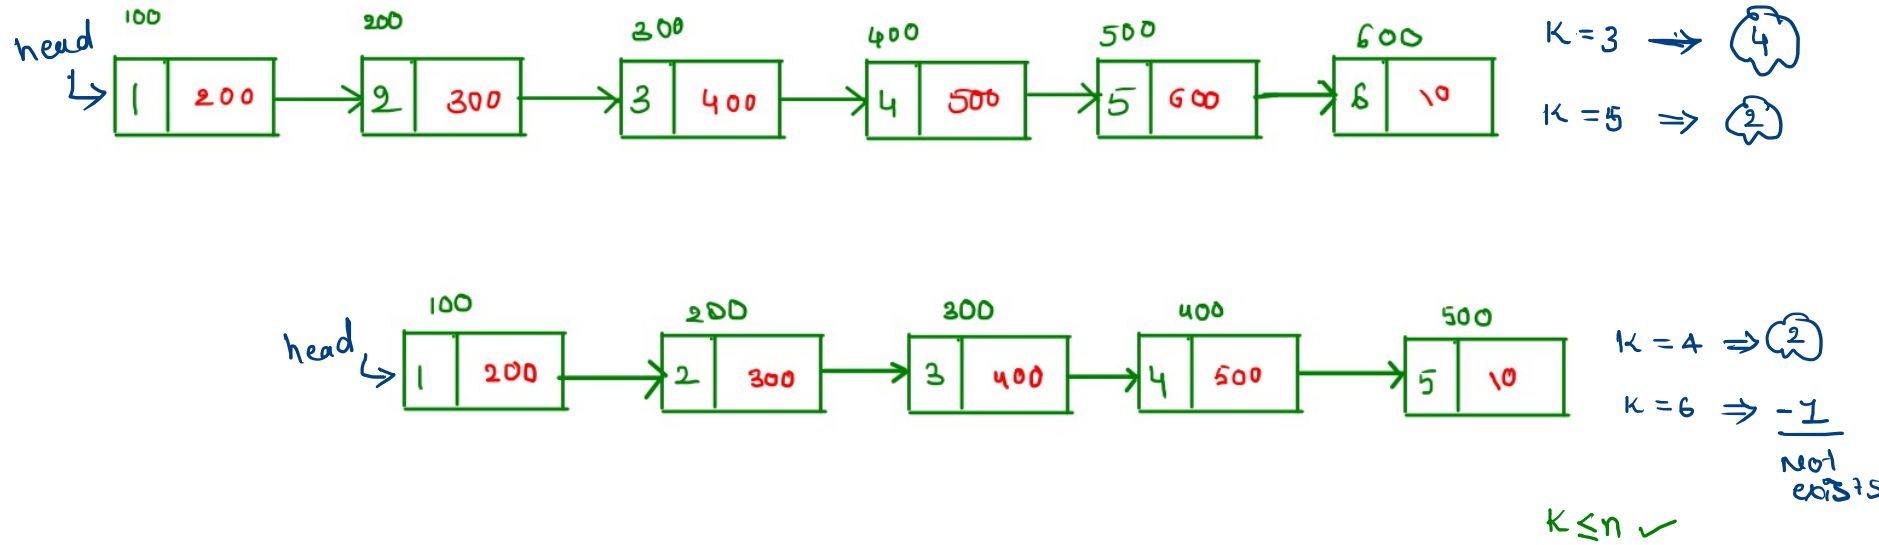 100 200 300 400 500 600
head
1 200 2 300 3 400 4 500 5 600 6 10
K = 3 → 4
K = 5 ⇒ 2
100 200 300 400 500
head
1 200 2 300 3 400 4 500 5 10
K = 4 ⇒ 2
K = 6 ⇒ -1
Not
exists
K ≤ n ✓